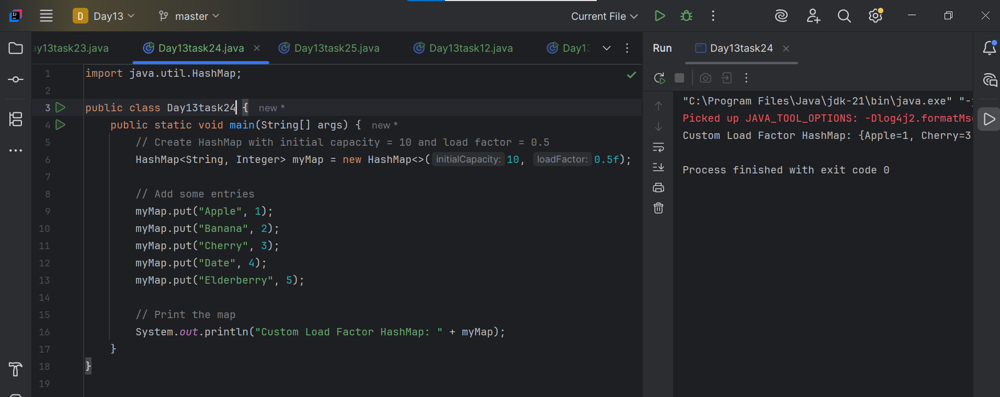 D Day13 master Current File
ay13task23.java Day13task24.java Day13task25.java Day13task12.java Day13
1 import java.util.HashMap;
2
3 public class Day13task24 { new *
4 public static void main(String[] args) { new *
5 // Create HashMap with initial capacity = 10 and load factor = 0.5
6 HashMap<String, Integer> myMap = new HashMap<>( initialCapacity: 10, loadFactor: 0.5f);
7
8 // Add some entries
9 myMap.put("Apple", 1);
10 myMap.put("Banana", 2);
11 myMap.put("Cherry", 3);
12 myMap.put("Date", 4);
13 myMap.put("Elderberry", 5);
14
15 // Print the map
16 System.out.println("Custom Load Factor HashMap: " + myMap);
17 }
18 }
19
Run Day13task24
"C:\Program Files\Java\jdk-21\bin\java.exe" "-
Picked up JAVA_TOOL_OPTIONS: -Dlog4j2.formatMs
Custom Load Factor HashMap: {Apple=1, Cherry=3
Process finished with exit code 0